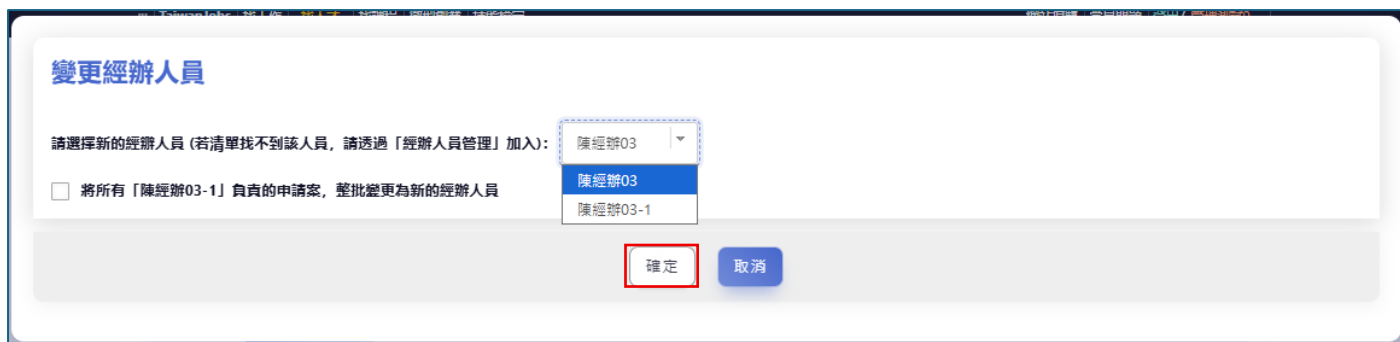 變更經辦人員
請選擇新的經辦人員 (若清單找不到該人員，請透過「經辦人員管理」加入)：
陳經辦03
陳經辦03
將所有「陳經辦03-1」負責的申請案，整批變更為新的經辦人員
陳經辦03-1
確定 取消